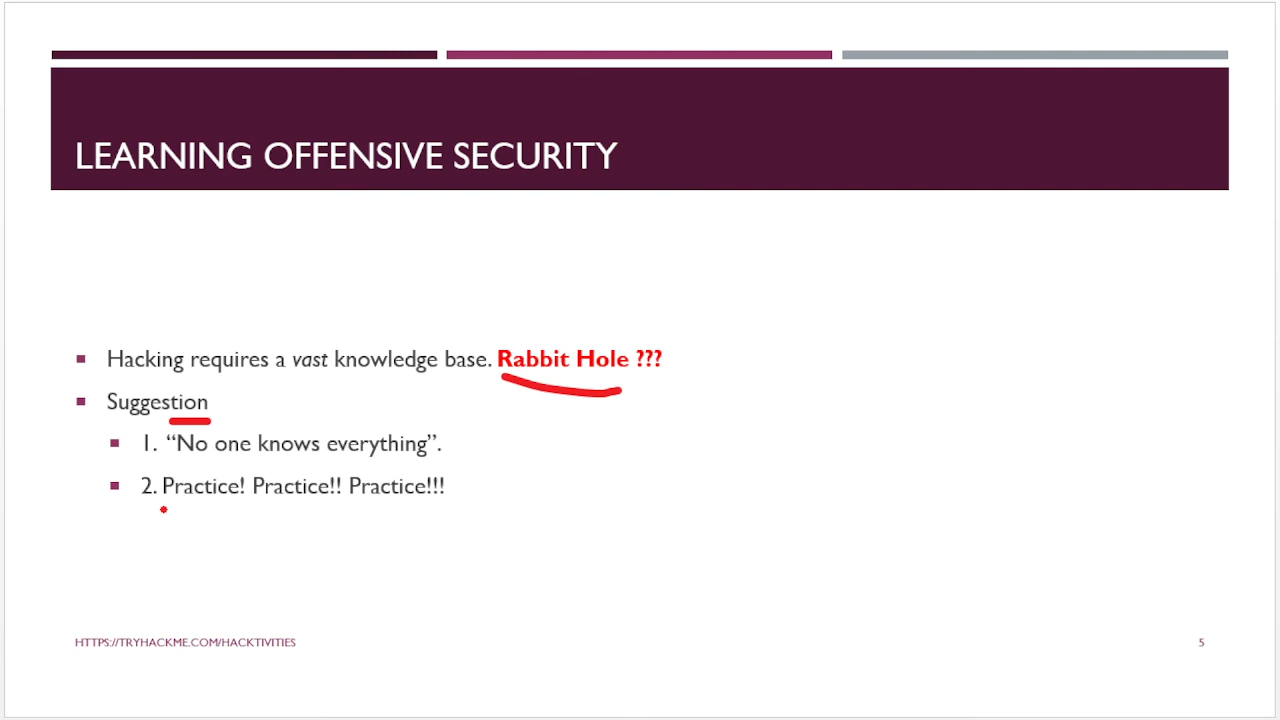 LEARNING OFFENSIVE SECURITY
Hacking requires a vast knowledge base. Rabbit Hole ???
Suggestion
1. “No one knows everything”.
2. Practice! Practice!! Practice!!!
HTTPS://TRYHACKME.COM/HACKTIVITIES
5